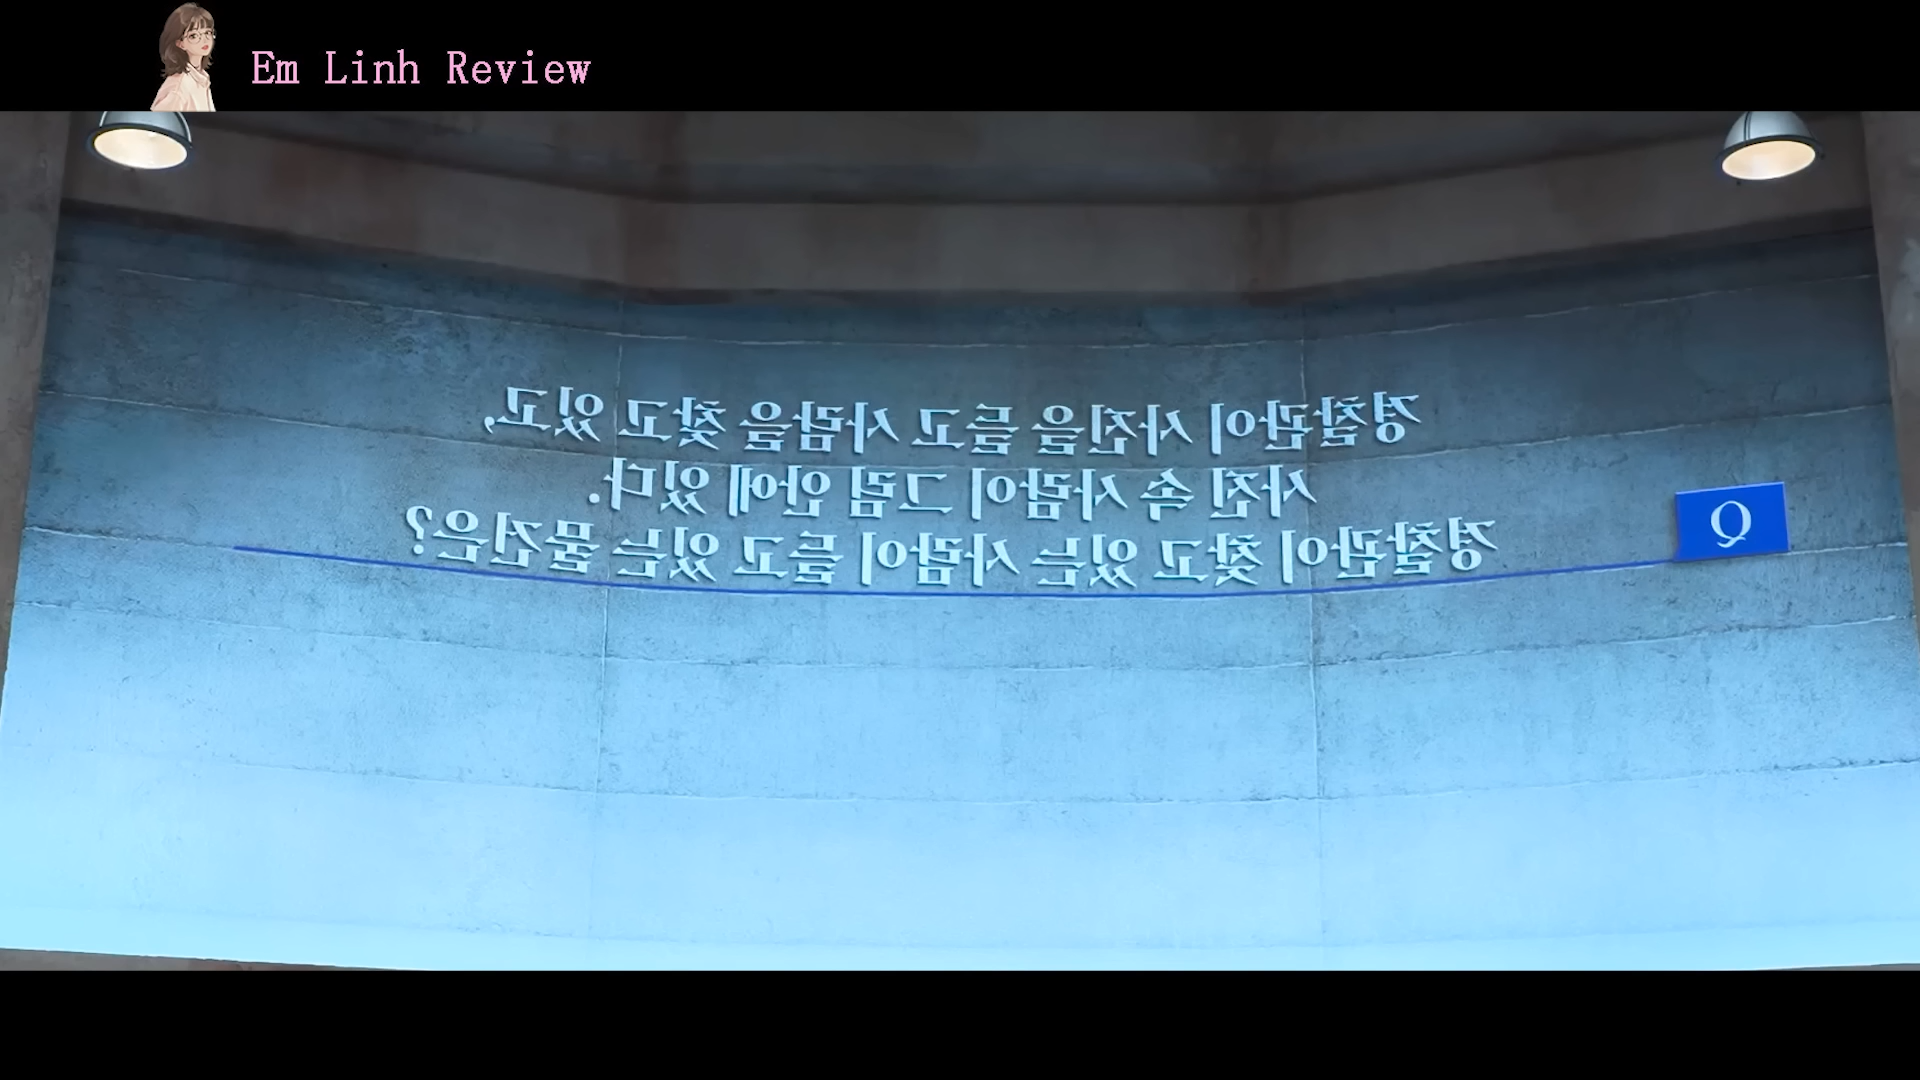 Em Linh Review
경찰관이 사진을 들고 사람을 찾고 있고,
사진 속 사람이 그림 안에 있다.
경찰관이 찾고 있는 사람이 들고 있는 물건은?
Q